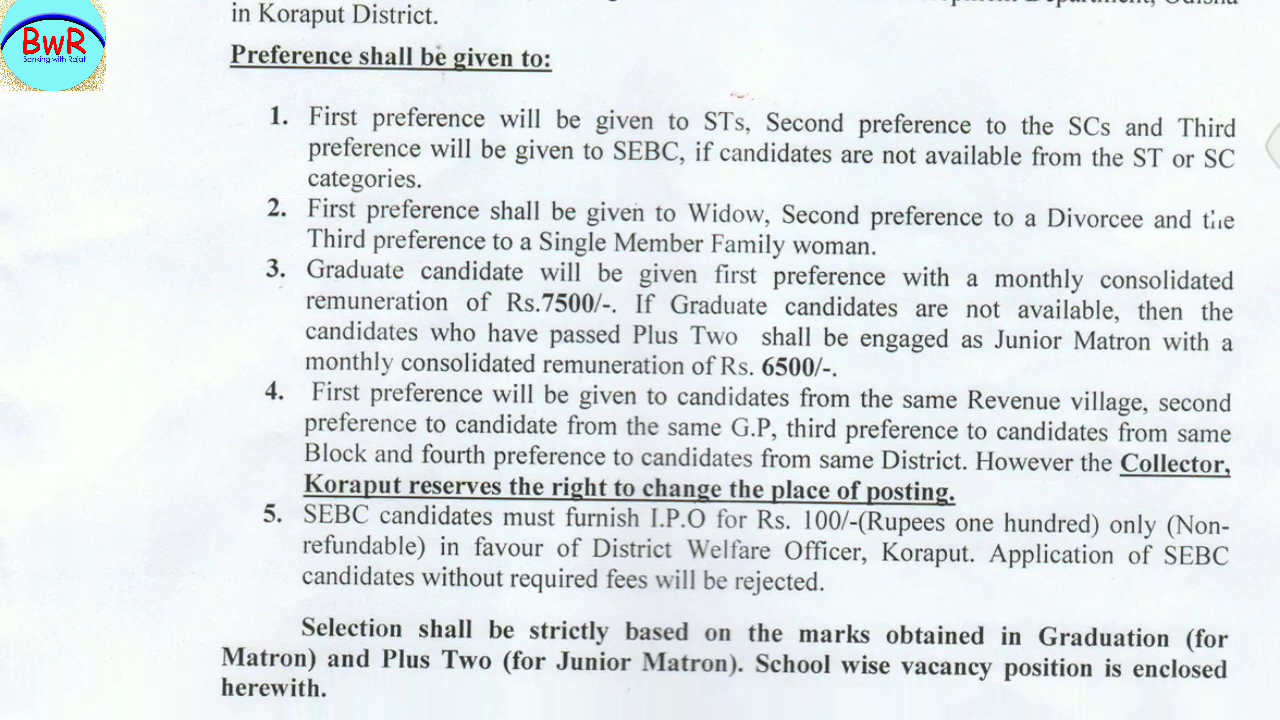 BwR
Banking with Rajat
in Koraput District.
Preference shall be given to:
1. First preference will be given to STs, Second preference to the SCs and Third
preference will be given to SEBC, if candidates are not available from the ST or SC
categories.
2. First preference shall be given to Widow, Second preference to a Divorcee and the
Third preference to a Single Member Family woman.
3. Graduate candidate will be given first preference with a monthly consolidated
remuneration of Rs.7500/-. If Graduate candidates are not available, then the
candidates who have passed Plus Two shall be engaged as Junior Matron with a
monthly consolidated remuneration of Rs. 6500/-.
4. First preference will be given to candidates from the same Revenue village, second
preference to candidate from the same G.P, third preference to candidates from same
Block and fourth preference to candidates from same District. However the Collector,
Koraput reserves the right to change the place of posting.
5. SEBC candidates must furnish I.P.O for Rs. 100/-(Rupees one hundred) only (Non-
refundable) in favour of District Welfare Officer, Koraput. Application of SEBC
candidates without required fees will be rejected.
Selection shall be strictly based on the marks obtained in Graduation (for
Matron) and Plus Two (for Junior Matron). School wise vacancy position is enclosed
herewith.